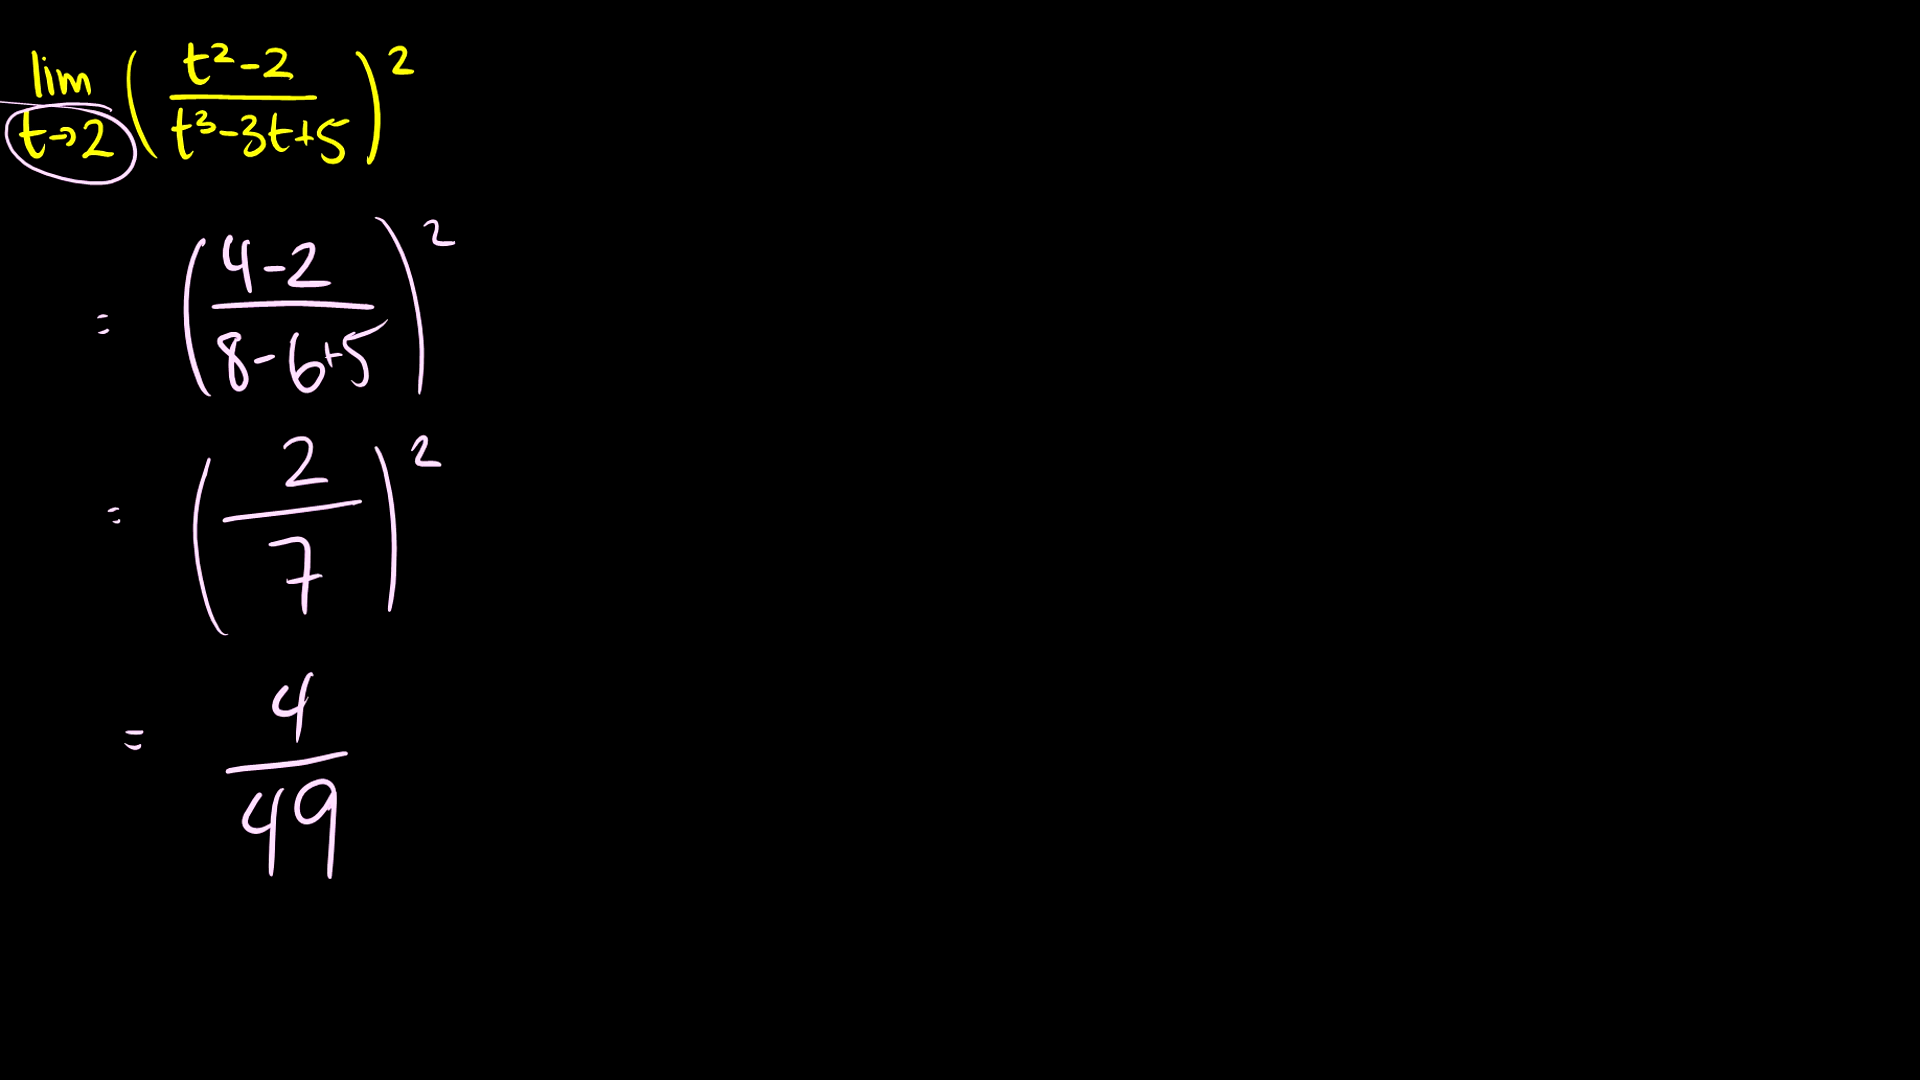 lim t→2 ( t²-2 / t³-3t+5 )²
= ( 4-2 / 8-6+5 )²
= ( 2 / 7 )²
= 4 / 49